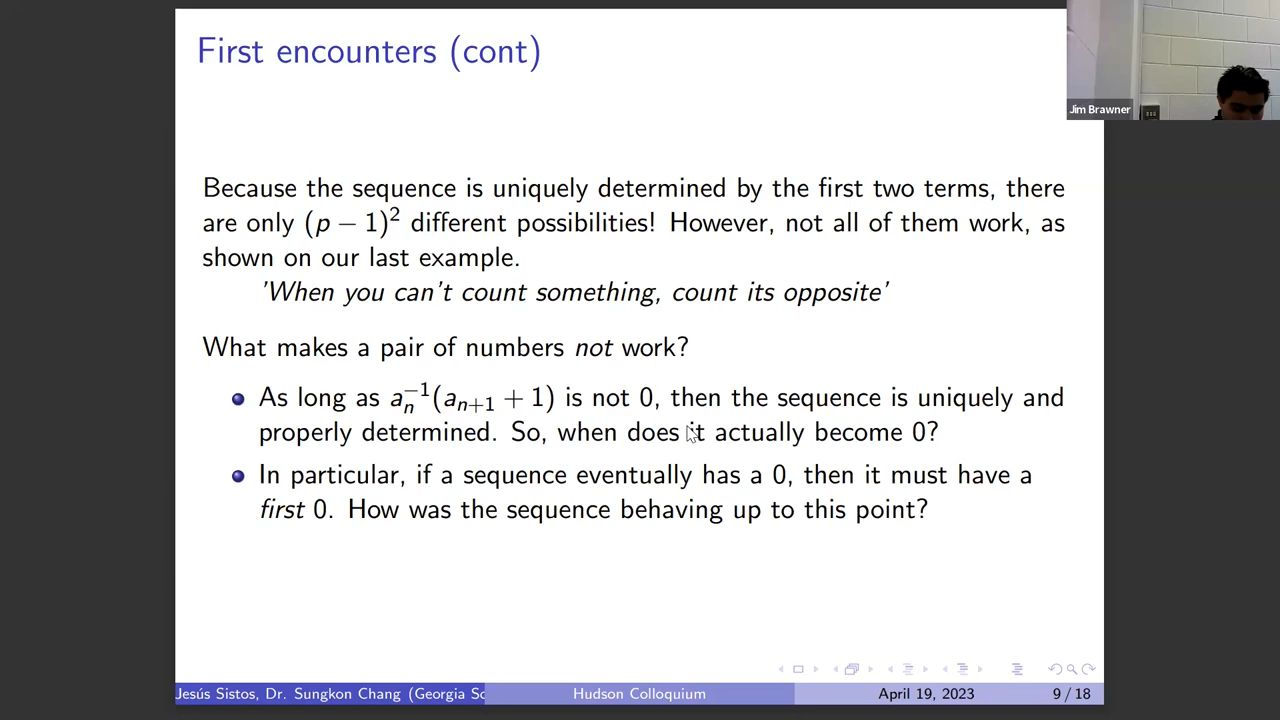 First encounters (cont)
Jim Brawner
Because the sequence is uniquely determined by the first two terms, there
are only (p − 1)² different possibilities! However, not all of them work, as
shown on our last example.
'When you can't count something, count its opposite'
What makes a pair of numbers not work?
As long as aₙ⁻¹(aₙ₊₁ + 1) is not 0, then the sequence is uniquely and
properly determined. So, when does it actually become 0?
In particular, if a sequence eventually has a 0, then it must have a
first 0. How was the sequence behaving up to this point?
Jesús Sistos, Dr. Sungkon Chang (Georgia So
Hudson Colloquium
April 19, 2023
9 / 18